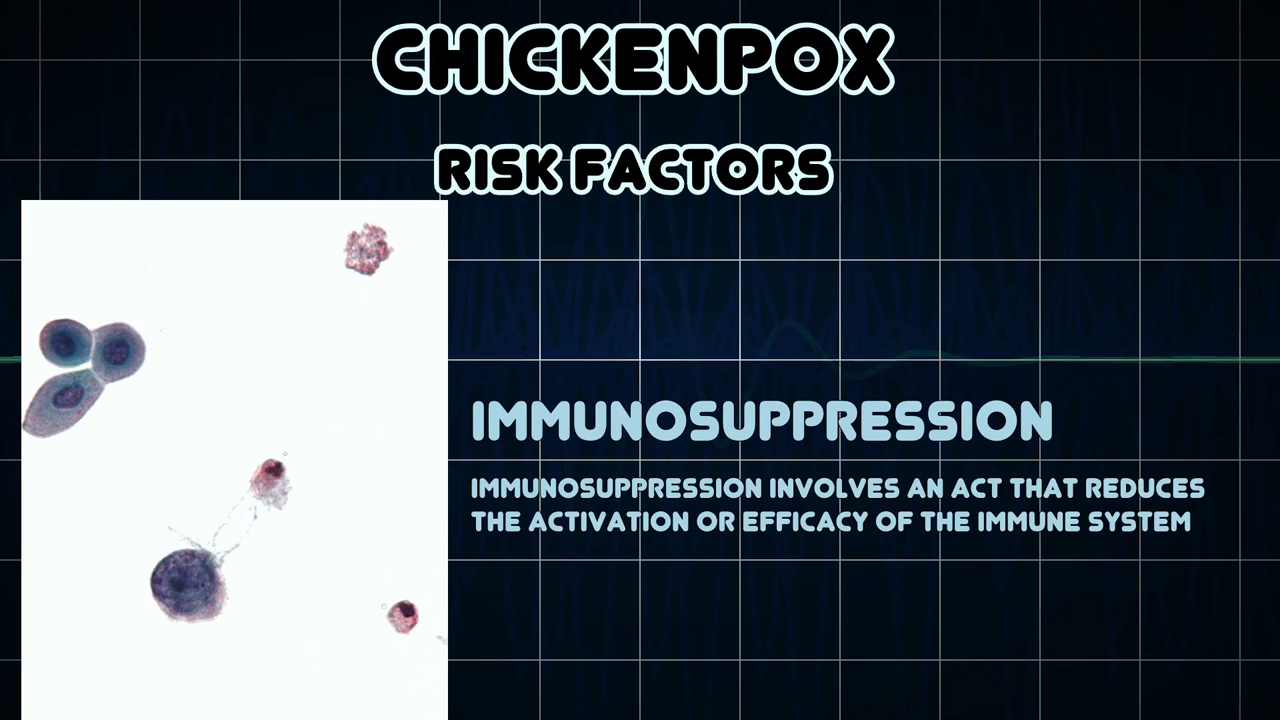 CHICKENPOX
RISK FACTORS
IMMUNOSUPPRESSION
IMMUNOSUPPRESSION INVOLVES AN ACT THAT REDUCES
THE ACTIVATION OR EFFICACY OF THE IMMUNE SYSTEM